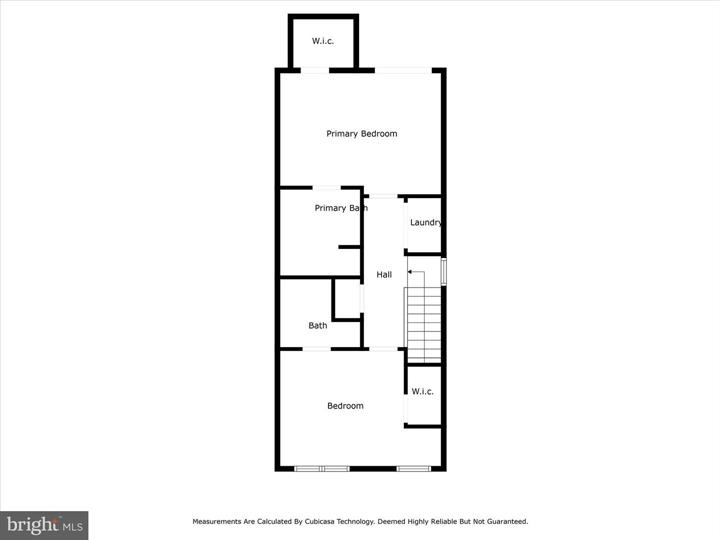 W.i.c.
Primary Bedroom
Primary Bath
Laundry
Hall
Bath
W.i.c.
Bedroom
bright MLS
Measurements Are Calculated By Cubicasa Technology. Deemed Highly Reliable But Not Guaranteed.